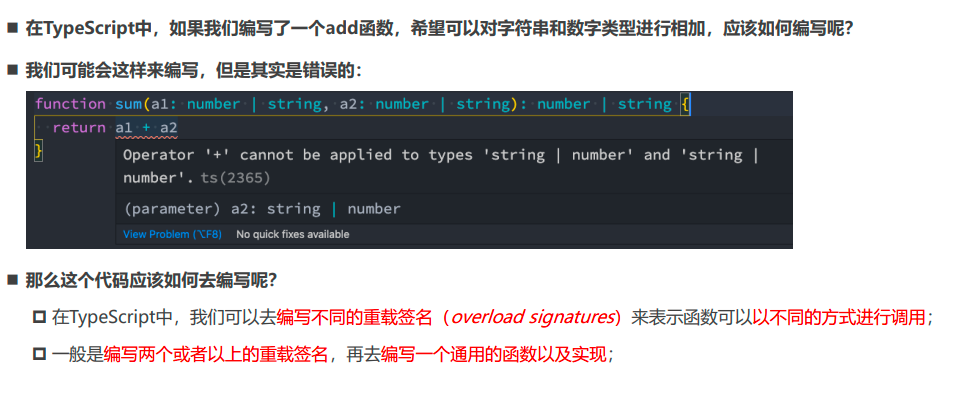 ■ 在TypeScript中，如果我们编写了一个add函数，希望可以对字符串和数字类型进行相加，应该如何编写呢？
■ 我们可能会这样来编写，但是其实是错误的：
function sum(a1: number | string, a2: number | string): number | string {
return a1 + a2
}
Operator '+' cannot be applied to types 'string | number' and 'string |
number'. ts(2365)
(parameter) a2: string | number
View Problem (⌥F8) No quick fixes available
■ 那么这个代码应该如何去编写呢？
在TypeScript中，我们可以去编写不同的重载签名（overload signatures）来表示函数可以以不同的方式进行调用；
一般是编写两个或者以上的重载签名，再去编写一个通用的函数以及实现；